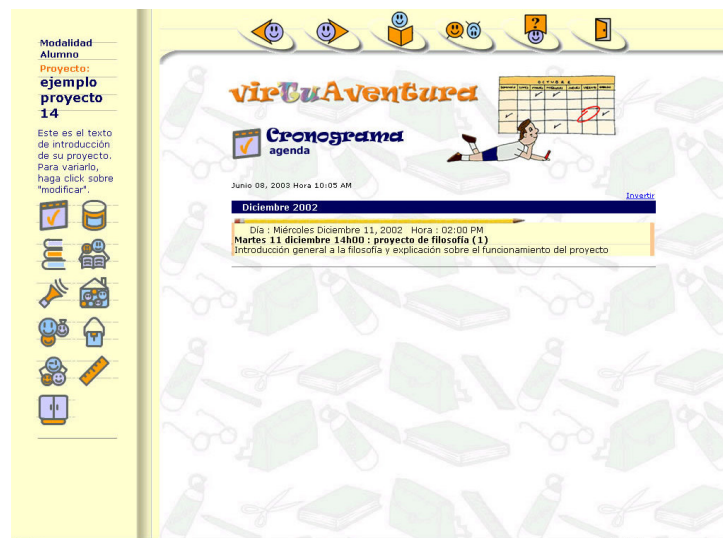 Modalidad
Alumno
Proyecto:
ejemplo
proyecto
14
Este es el texto
de introducción
de su proyecto.
Para variarlo,
haga click sobre
"modificar".
?
virTuAventura
OCTUBRE
Cronograma
agenda
Junio 08, 2003 Hora 10:05 AM
Invertir
Diciembre 2002
Día : Miércoles Diciembre 11, 2002 Hora : 02:00 PM
Martes 11 diciembre 14h00 : proyecto de filosofía (1)
Introducción general a la filosofía y explicación sobre el funcionamiento del proyecto